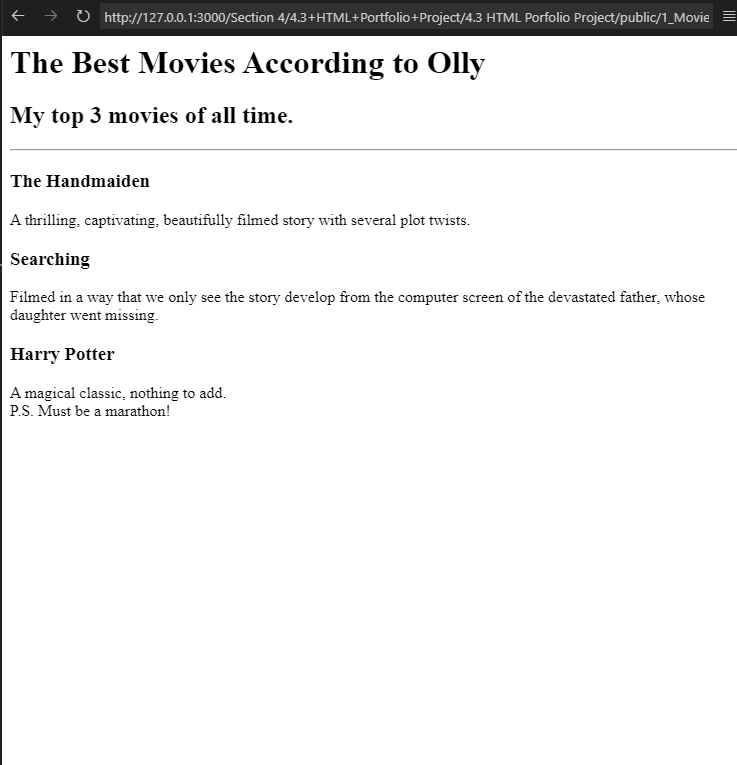 http://127.0.0.1:3000/Section 4/4.3+HTML+Portfolio+Project/4.3 HTML Porfolio Project/public/1_Movie
The Best Movies According to Olly
My top 3 movies of all time.
The Handmaiden
A thrilling, captivating, beautifully filmed story with several plot twists.
Searching
Filmed in a way that we only see the story develop from the computer screen of the devastated father, whose
daughter went missing.
Harry Potter
A magical classic, nothing to add.
P.S. Must be a marathon!